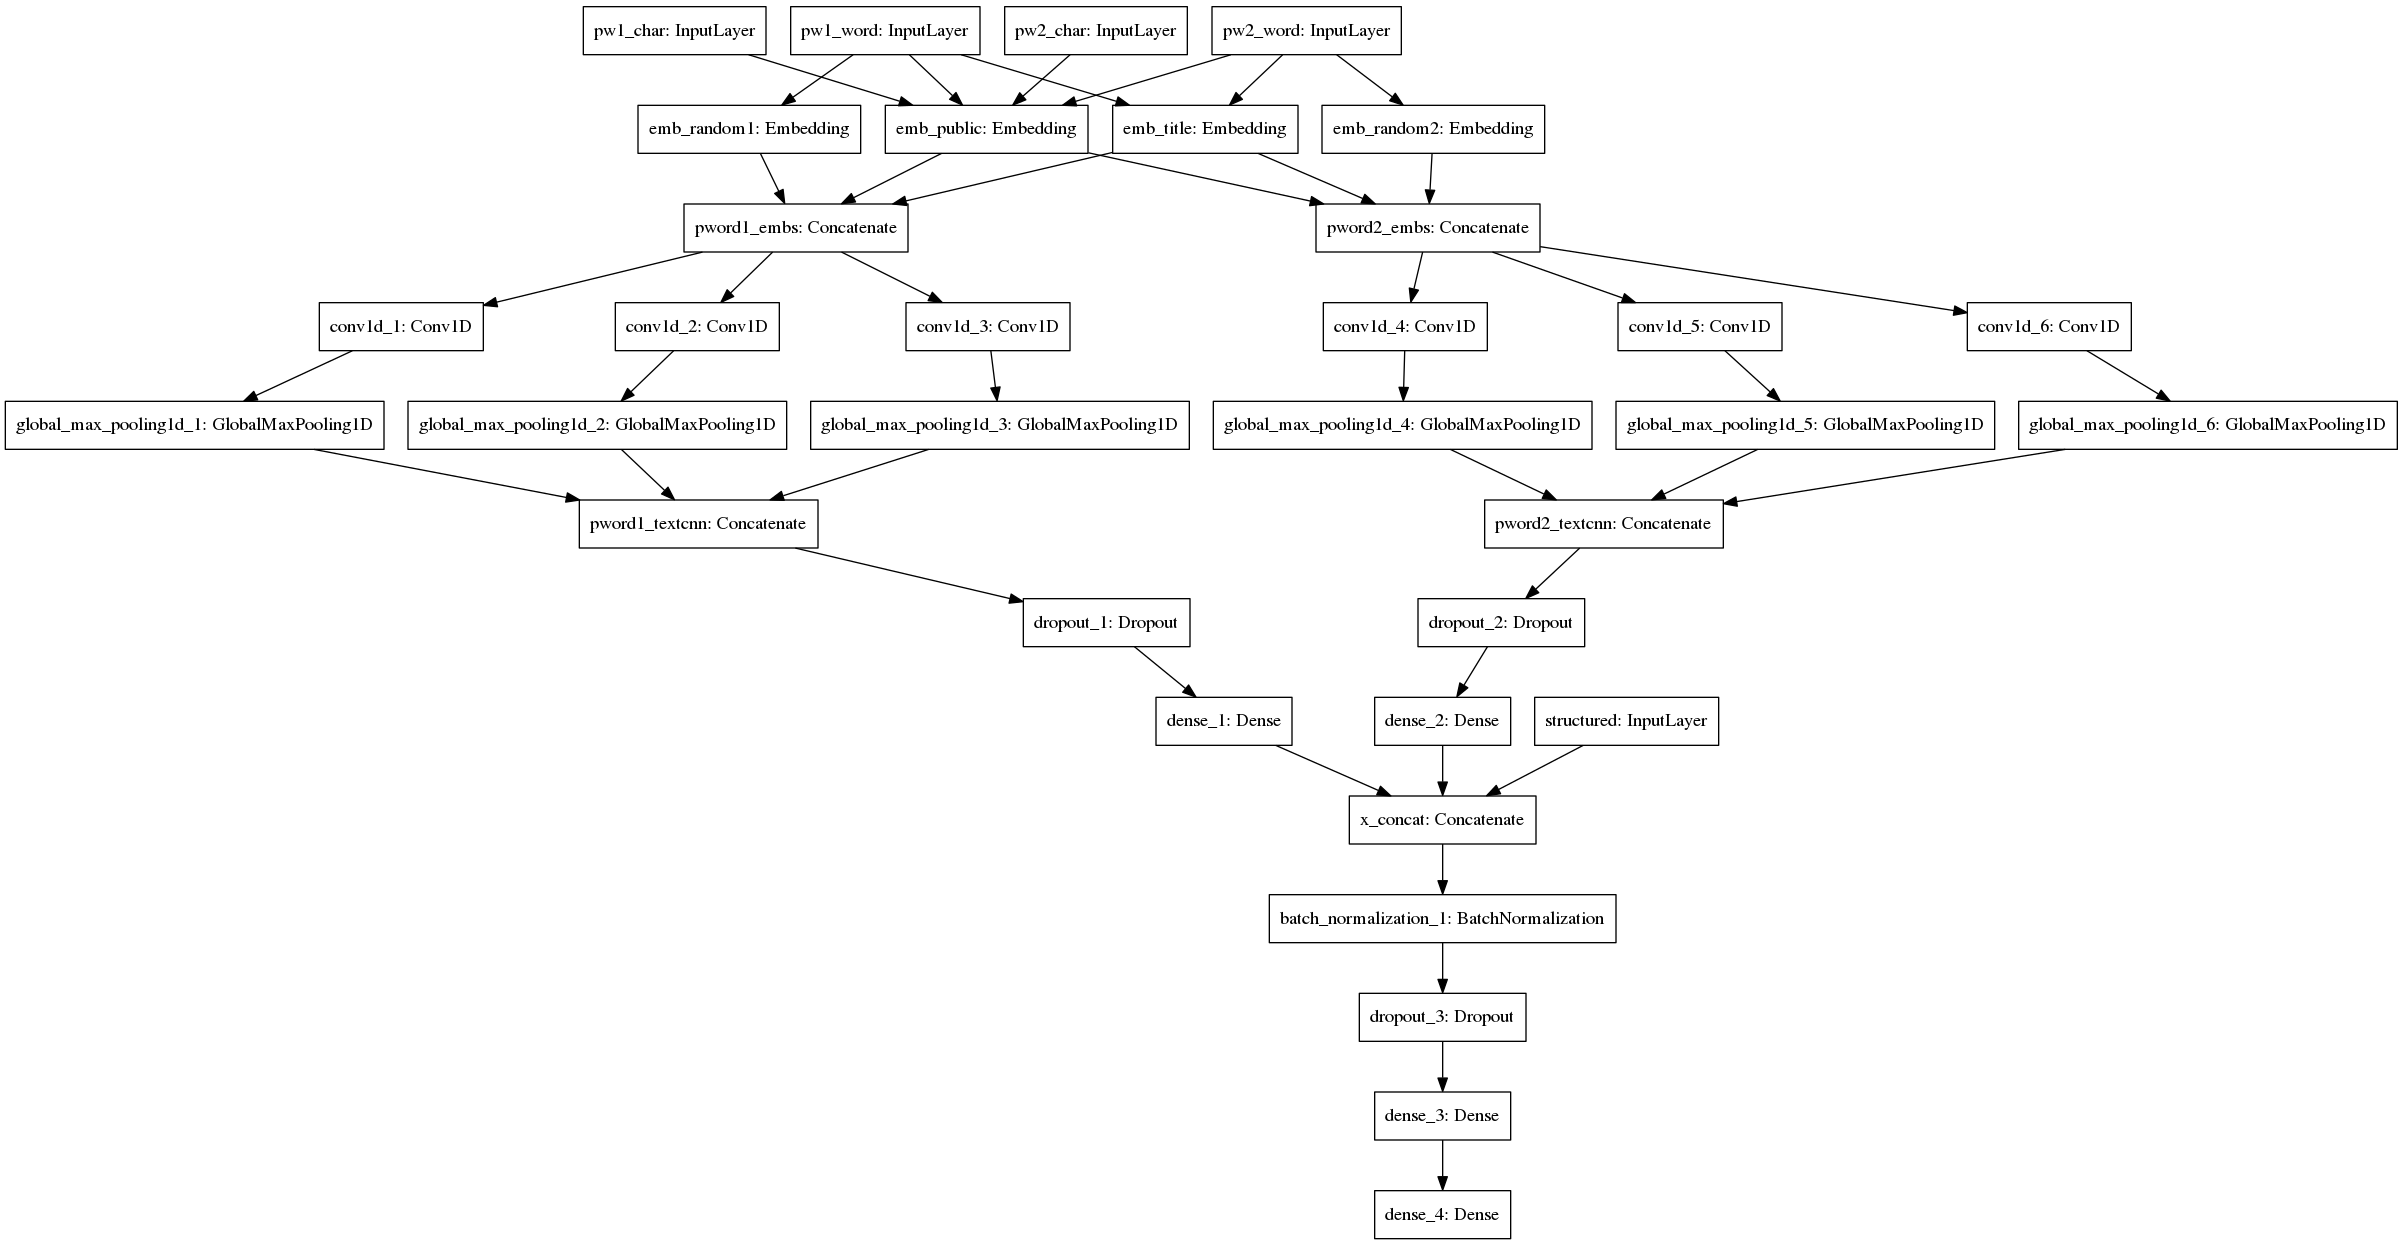 pw1_char: InputLayer
pw1_word: InputLayer
pw2_char: InputLayer
pw2_word: InputLayer
emb_random1: Embedding
emb_public: Embedding
emb_title: Embedding
emb_random2: Embedding
pword1_embs: Concatenate
pword2_embs: Concatenate
conv1d_1: Conv1D
conv1d_2: Conv1D
conv1d_3: Conv1D
conv1d_4: Conv1D
conv1d_5: Conv1D
conv1d_6: Conv1D
global_max_pooling1d_1: GlobalMaxPooling1D
global_max_pooling1d_2: GlobalMaxPooling1D
global_max_pooling1d_3: GlobalMaxPooling1D
global_max_pooling1d_4: GlobalMaxPooling1D
global_max_pooling1d_5: GlobalMaxPooling1D
global_max_pooling1d_6: GlobalMaxPooling1D
pword1_textcnn: Concatenate
pword2_textcnn: Concatenate
dropout_1: Dropout
dropout_2: Dropout
dense_1: Dense
dense_2: Dense
structured: InputLayer
x_concat: Concatenate
batch_normalization_1: BatchNormalization
dropout_3: Dropout
dense_3: Dense
dense_4: Dense